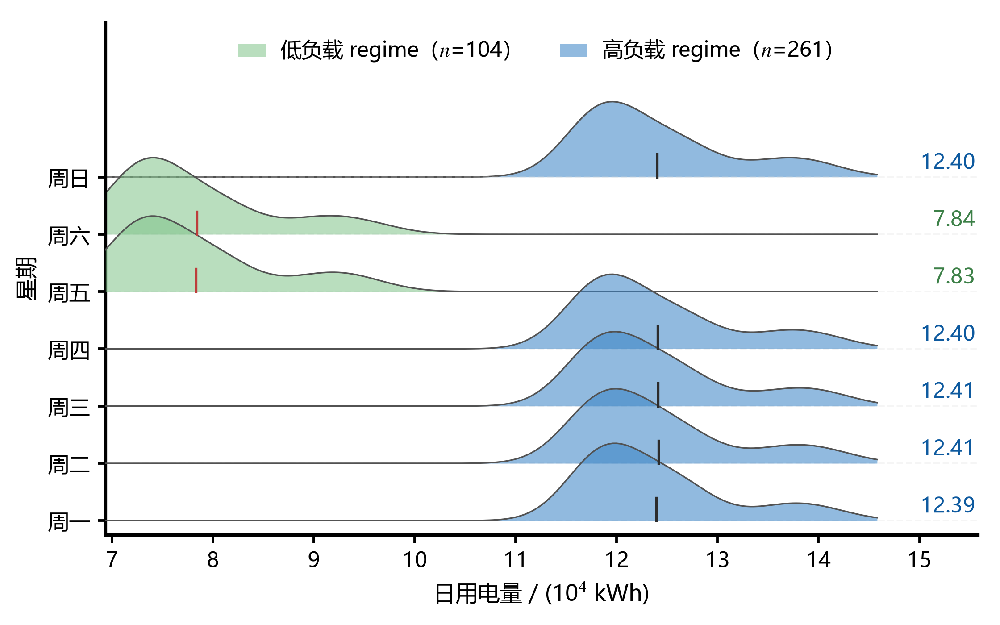 低负载 regime (n=104)
高负载 regime (n=261)
周日
12.40
周六
7.84
周五
7.83
周四
12.40
周三
12.41
周二
12.41
周一
12.39
星期
7 8 9 10 11 12 13 14 15
日用电量 / (10⁴ kWh)